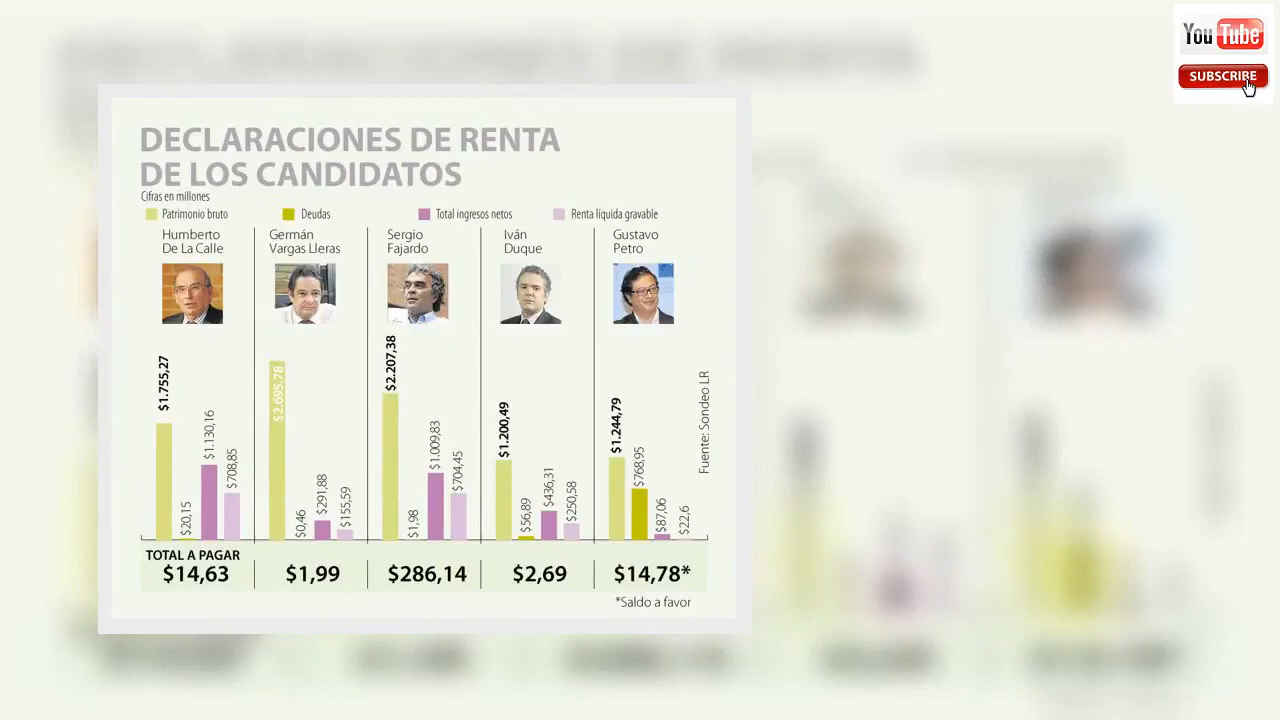 You Tube
SUBSCRIBE
DECLARACIONES DE RENTA
DE LOS CANDIDATOS
Cifras en millones
Patrimonio bruto
Deudas
Total ingresos netos
Renta líquida gravable
Humberto
De La Calle
Germán
Vargas Lleras
Sergio
Fajardo
Iván
Duque
Gustavo
Petro
$1.755,27
$20,15
$1.130,16
$708,85
$2.695,78
$0,46
$291,88
$155,59
$2.207,38
$1,98
$1.009,83
$704,45
$1.200,49
$56,89
$436,31
$250,58
$1.244,79
$768,95
$87,06
$22,6
Fuente: Sondeo LR
TOTAL A PAGAR
$14,63
$1,99
$286,14
$2,69
$14,78*
*Saldo a favor